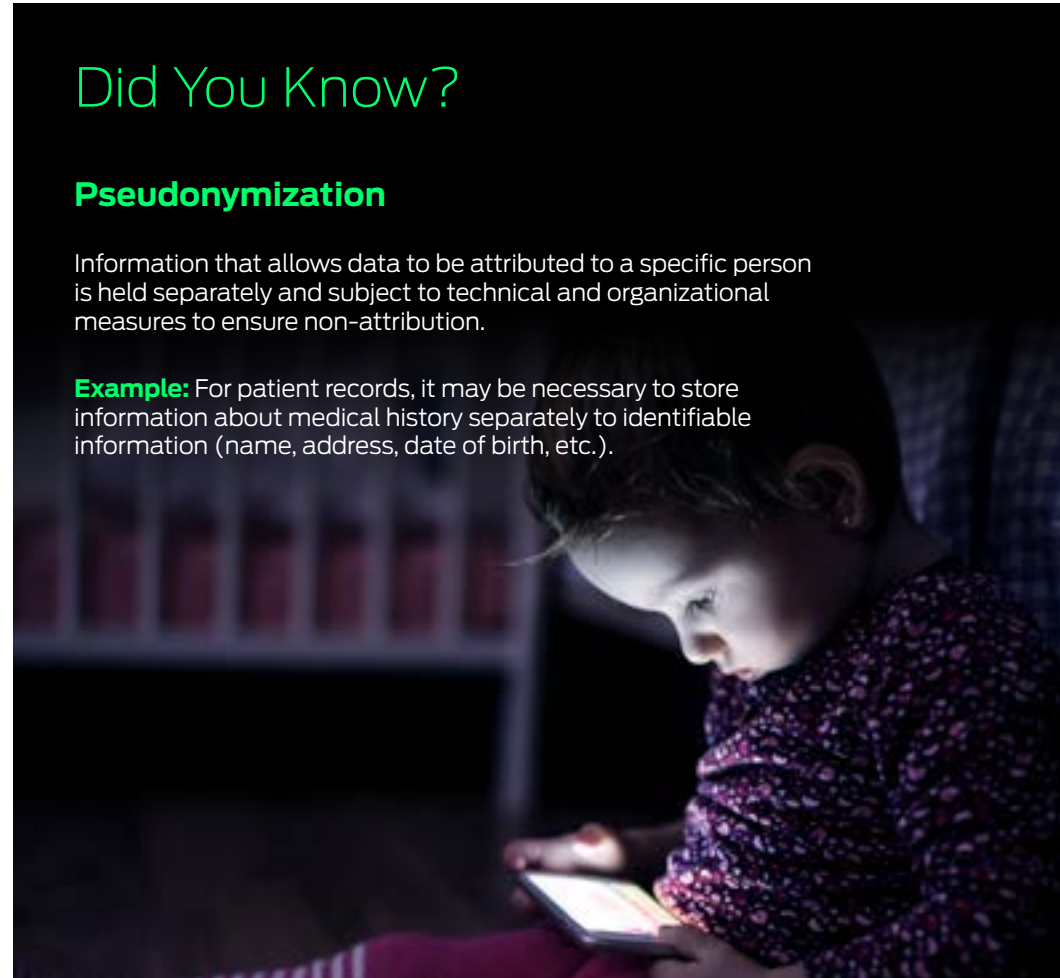 Did You Know?
Pseudonymization
Information that allows data to be attributed to a specific person
is held separately and subject to technical and organizational
measures to ensure non-attribution.
Example: For patient records, it may be necessary to store
information about medical history separately to identifiable
information (name, address, date of birth, etc.).